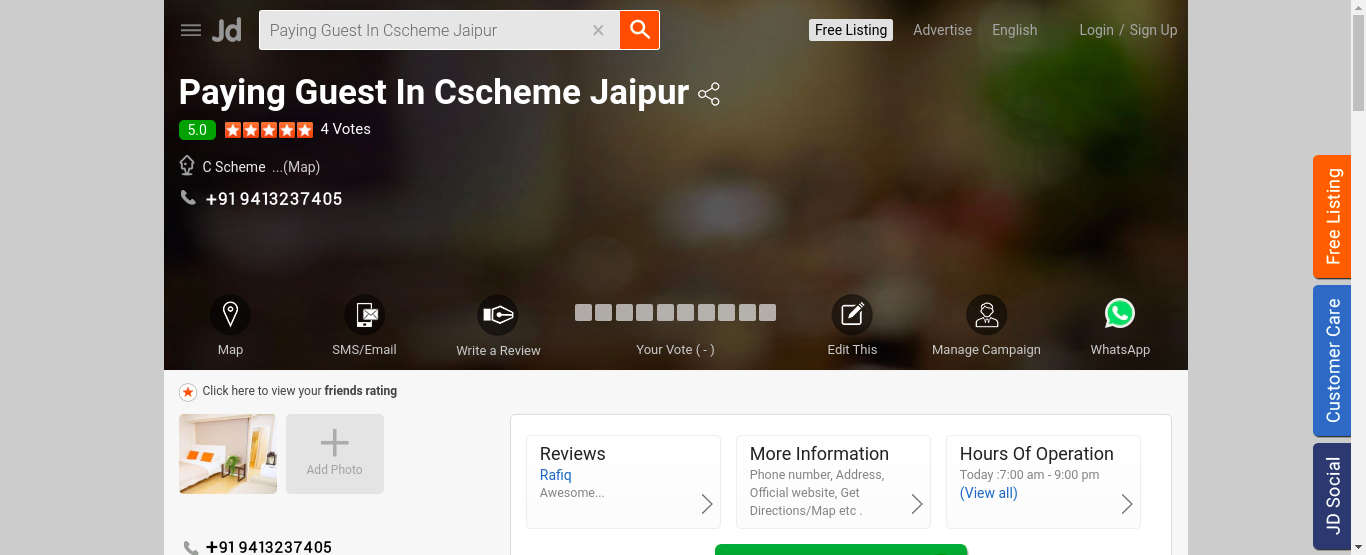 Jd
Paying Guest In Cscheme Jaipur
Free Listing
Advertise
English
Login / Sign Up
Paying Guest In Cscheme Jaipur
5.0
4 Votes
C Scheme ...(Map)
+91 9413237405
Map
SMS/Email
Write a Review
Your Vote ( - )
Edit This
Manage Campaign
WhatsApp
Click here to view your friends rating
Add Photo
Reviews
Rafiq
Awesome...
More Information
Phone number, Address,
Official website, Get
Directions/Map etc .
Hours Of Operation
Today :7:00 am - 9:00 pm
(View all)
+91 9413237405
Free Listing
Customer Care
JD Social